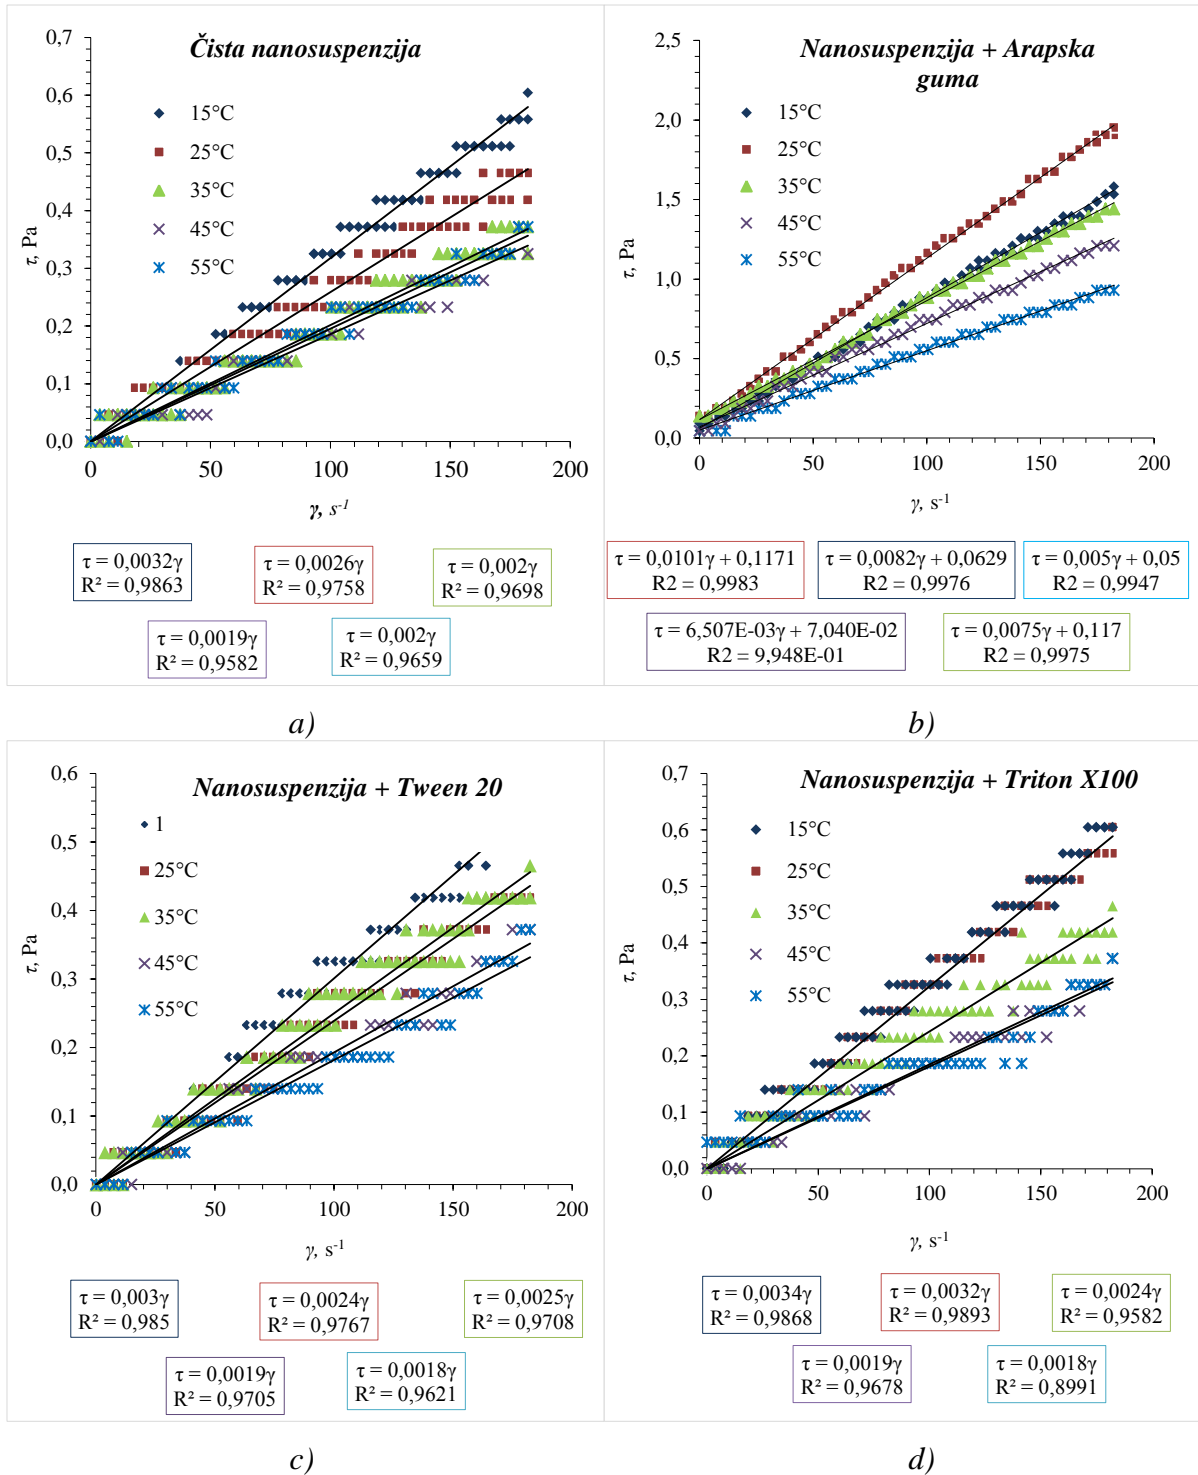 Čista nanosuspenzija
0,7
0,6
0,5
0,4
0,3
0,2
0,1
0,0
τ, Pa
15°C
25°C
35°C
45°C
55°C
0
50
100
150
200
γ, s⁻¹
τ = 0,0032γ
R² = 0,9863
τ = 0,0026γ
R² = 0,9758
τ = 0,002γ
R² = 0,9698
τ = 0,0019γ
R² = 0,9582
τ = 0,002γ
R² = 0,9659
a)
Nanosuspenzija + Arapska
guma
2,5
2,0
1,5
1,0
0,5
0,0
τ, Pa
15°C
25°C
35°C
45°C
55°C
0
50
100
150
200
γ, s⁻¹
τ = 0,0101γ + 0,1171
R2 = 0,9983
τ = 0,0082γ + 0,0629
R2 = 0,9976
τ = 0,005γ + 0,05
R2 = 0,9947
τ = 6,507E-03γ + 7,040E-02
R2 = 9,948E-01
τ = 0,0075γ + 0,117
R2 = 0,9975
b)
Nanosuspenzija + Tween 20
0,6
0,5
0,4
0,3
0,2
0,1
0,0
τ, Pa
1
25°C
35°C
45°C
55°C
0
50
100
150
200
γ, s⁻¹
τ = 0,003γ
R² = 0,985
τ = 0,0024γ
R² = 0,9767
τ = 0,0025γ
R² = 0,9708
τ = 0,0019γ
R² = 0,9705
τ = 0,0018γ
R² = 0,9621
c)
Nanosuspenzija + Triton X100
0,7
0,6
0,5
0,4
0,3
0,2
0,1
0,0
τ, Pa
15°C
25°C
35°C
45°C
55°C
0
50
100
150
200
γ, s⁻¹
τ = 0,0034γ
R² = 0,9868
τ = 0,0032γ
R² = 0,9893
τ = 0,0024γ
R² = 0,9582
τ = 0,0019γ
R² = 0,9678
τ = 0,0018γ
R² = 0,8991
d)